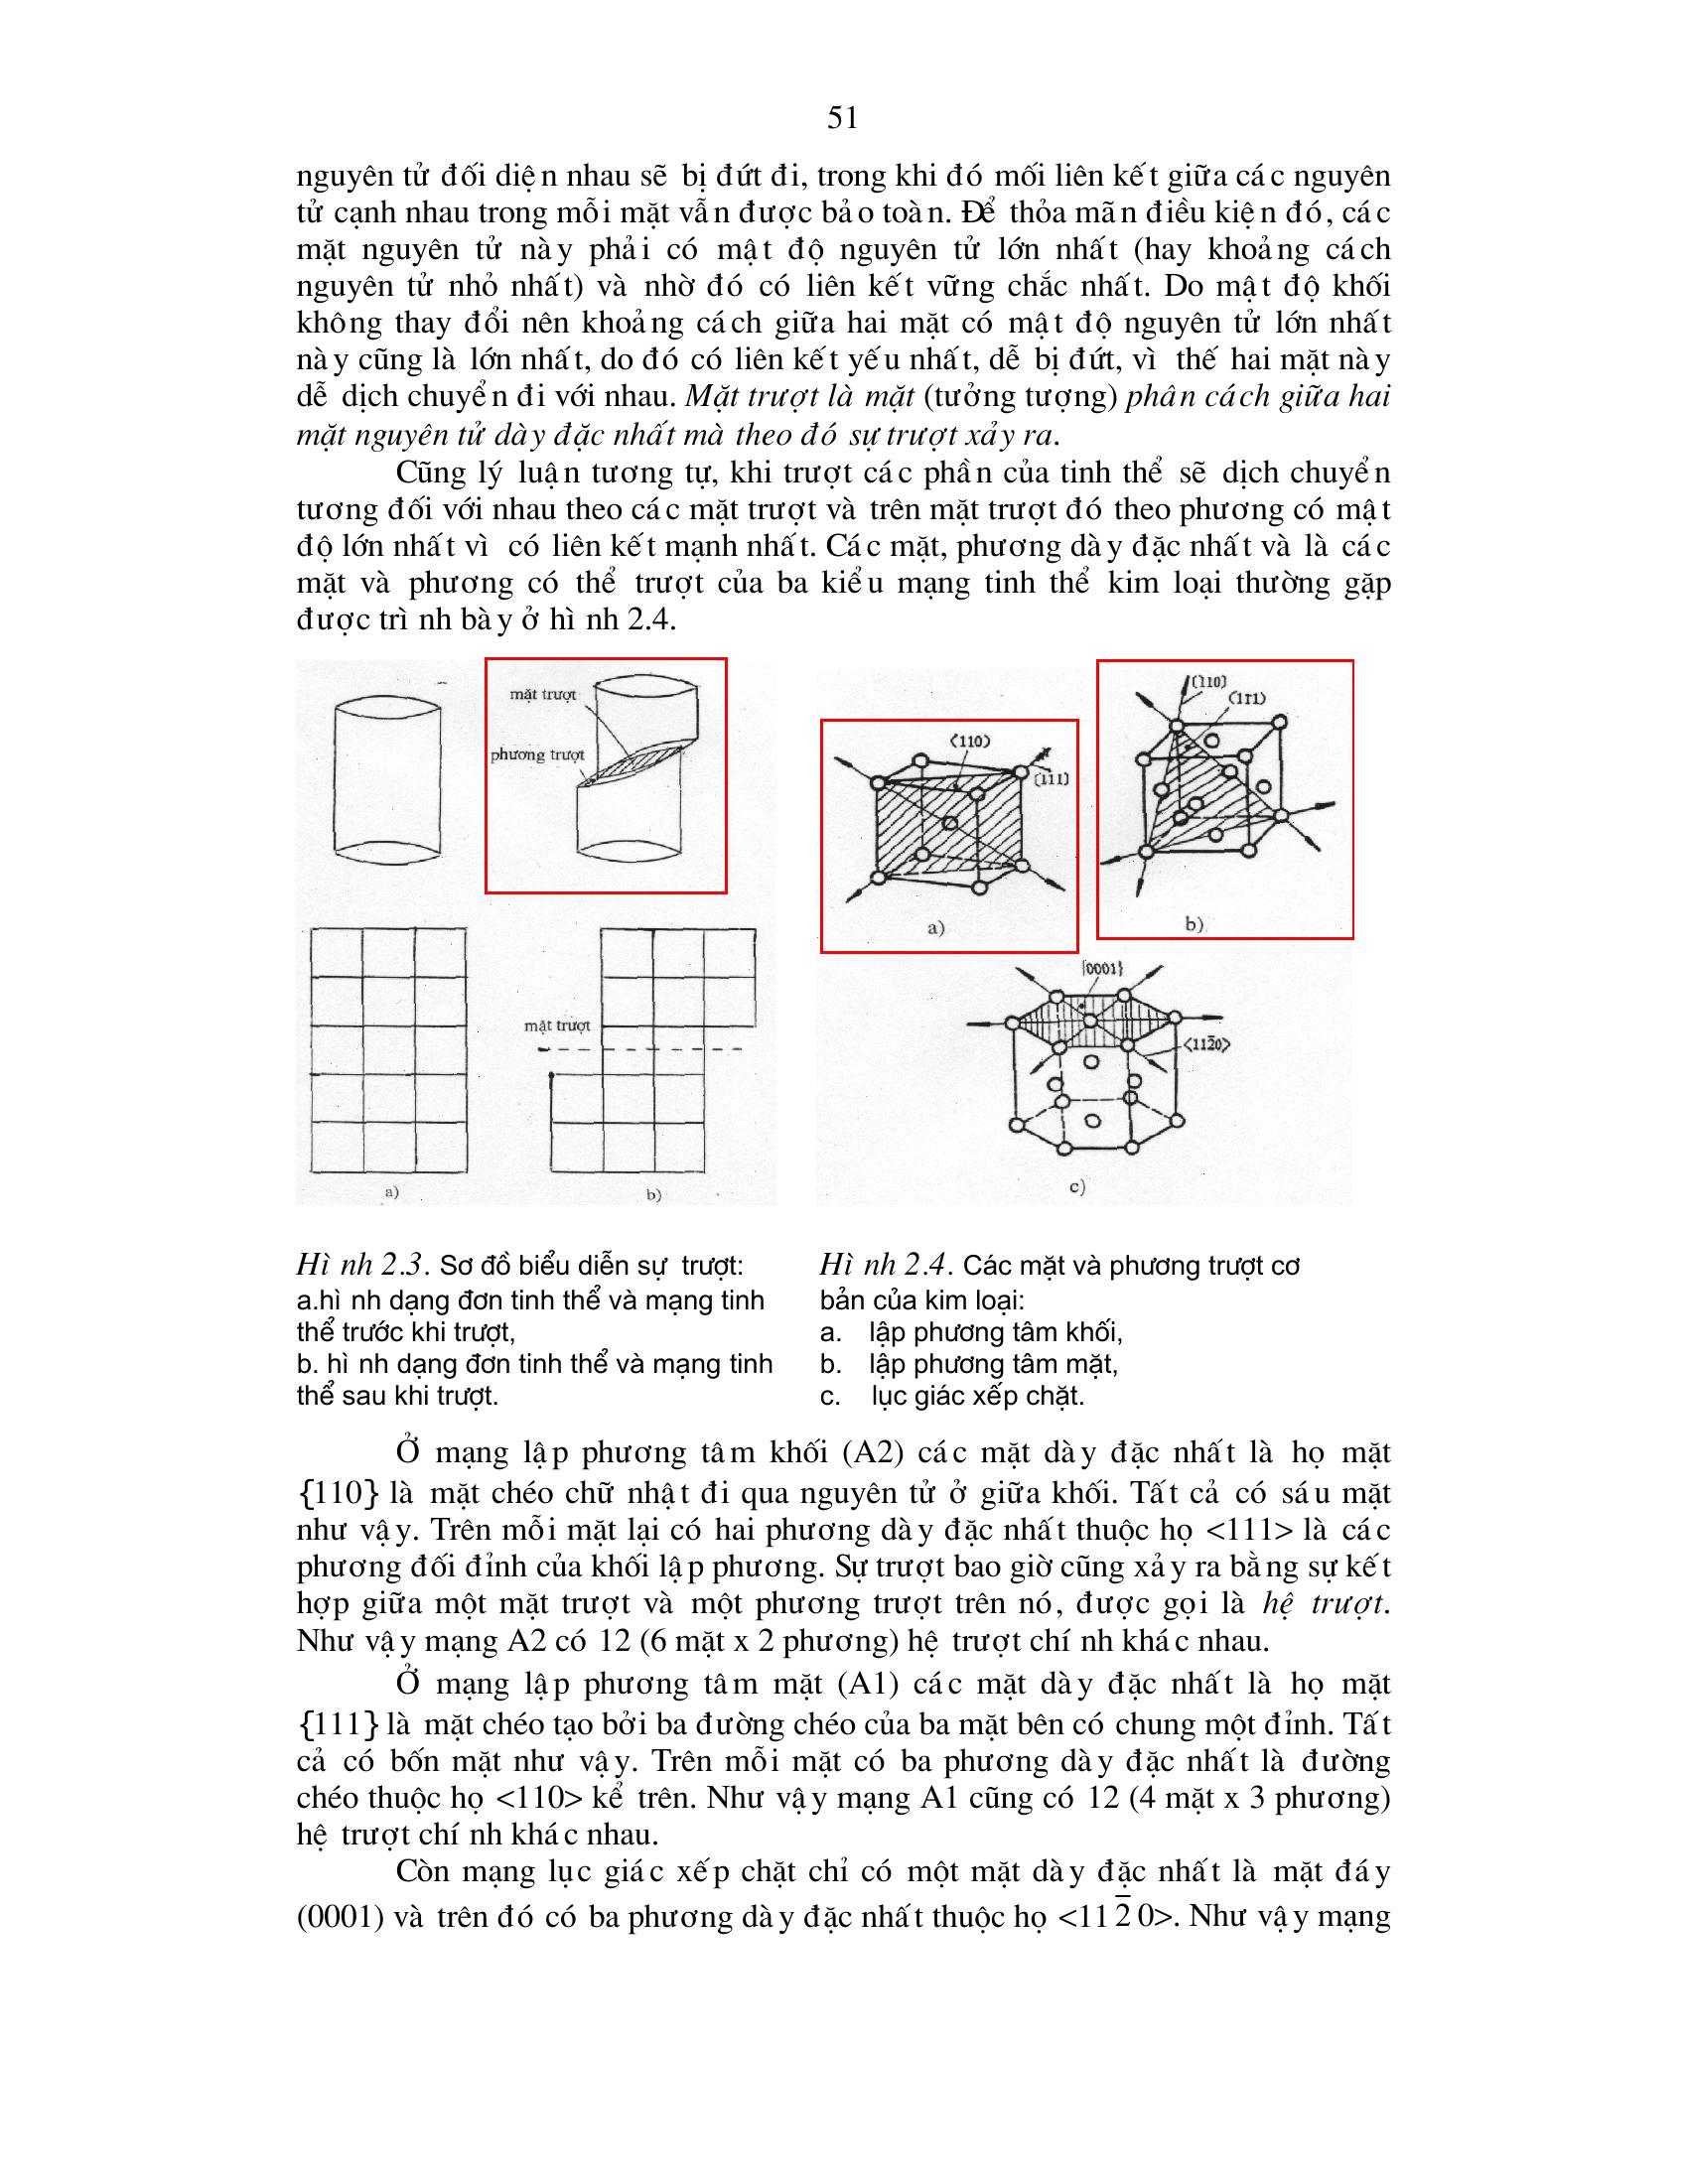 51
nguyên tử đối diện nhau sẽ bị đứt đi, trong khi đó mối liên kết giữa các nguyên
tử cạnh nhau trong mỗi mặt vẫn được bảo toàn. Để thỏa mãn điều kiện đó, các
mặt nguyên tử này phải có mật độ nguyên tử lớn nhất (hay khoảng cách
nguyên tử nhỏ nhất) và nhờ đó có liên kết vững chắc nhất. Do mật độ khối
không thay đổi nên khoảng cách giữa hai mặt có mật độ nguyên tử lớn nhất
này cũng là lớn nhất, do đó có liên kết yếu nhất, dễ bị đứt, vì thế hai mặt này
dễ dịch chuyển đi với nhau. Mặt trượt là mặt (tưởng tượng) phân cách giữa hai
mặt nguyên tử dày đặc nhất mà theo đó sự trượt xảy ra.
Cũng lý luận tương tự, khi trượt các phần của tinh thể sẽ dịch chuyển
tương đối với nhau theo các mặt trượt và trên mặt trượt đó theo phương có mật
độ lớn nhất vì có liên kết mạnh nhất. Các mặt, phương dày đặc nhất và là các
mặt và phương có thể trượt của ba kiểu mạng tinh thể kim loại thường gặp
được trình bày ở hình 2.4.
mặt trượt
phương trượt
mặt trượt
a)
b)
(110)
a)
b)
{0001}
<112̄0>
c)
Hình 2.3. Sơ đồ biểu diễn sự trượt:
a.hình dạng đơn tinh thể và mạng tinh
thể trước khi trượt,
b. hình dạng đơn tinh thể và mạng tinh
thể sau khi trượt.
Hình 2.4. Các mặt và phương trượt cơ
bản của kim loại:
a. lập phương tâm khối,
b. lập phương tâm mặt,
c. lục giác xếp chặt.
Ở mạng lập phương tâm khối (A2) các mặt dày đặc nhất là họ mặt
{110} là mặt chéo chữ nhật đi qua nguyên tử ở giữa khối. Tất cả có sáu mặt
như vậy. Trên mỗi mặt lại có hai phương dày đặc nhất thuộc họ <111> là các
phương đối đỉnh của khối lập phương. Sự trượt bao giờ cũng xảy ra bằng sự kết
hợp giữa một mặt trượt và một phương trượt trên nó, được gọi là hệ trượt.
Như vậy mạng A2 có 12 (6 mặt x 2 phương) hệ trượt chính khác nhau.
Ở mạng lập phương tâm mặt (A1) các mặt dày đặc nhất là họ mặt
{111} là mặt chéo tạo bởi ba đường chéo của ba mặt bên có chung một đỉnh. Tất
cả có bốn mặt như vậy. Trên mỗi mặt có ba phương dày đặc nhất là đường
chéo thuộc họ <110> kể trên. Như vậy mạng A1 cũng có 12 (4 mặt x 3 phương)
hệ trượt chính khác nhau.
Còn mạng lục giác xếp chặt chỉ có một mặt dày đặc nhất là mặt đáy
(0001) và trên đó có ba phương dày đặc nhất thuộc họ <112̄0>. Như vậy mạng